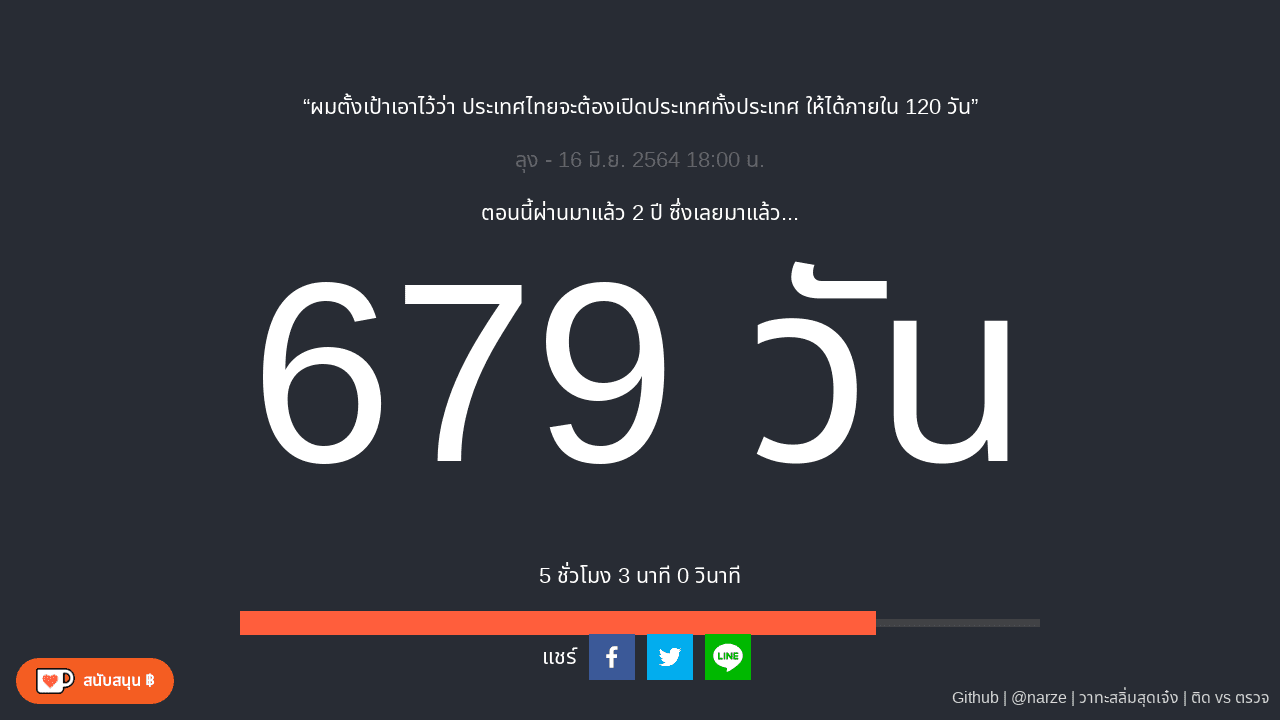 “ผมตั้งเป้าเอาไว้ว่า ประเทศไทยจะต้องเปิดประเทศทั้งประเทศ ให้ได้ภายใน 120 วัน”
ลุง - 16 มิ.ย. 2564 18:00 น.
ตอนนี้ผ่านมาแล้ว 2 ปี ซึ่งเลยมาแล้ว...
679 วัน
5 ชั่วโมง 3 นาที 0 วินาที
แชร์
LINE
สนับสนุน ฿
Github | @narze | วาทะสลิ่มสุดเจ๋ง | ติด vs ตรวจ